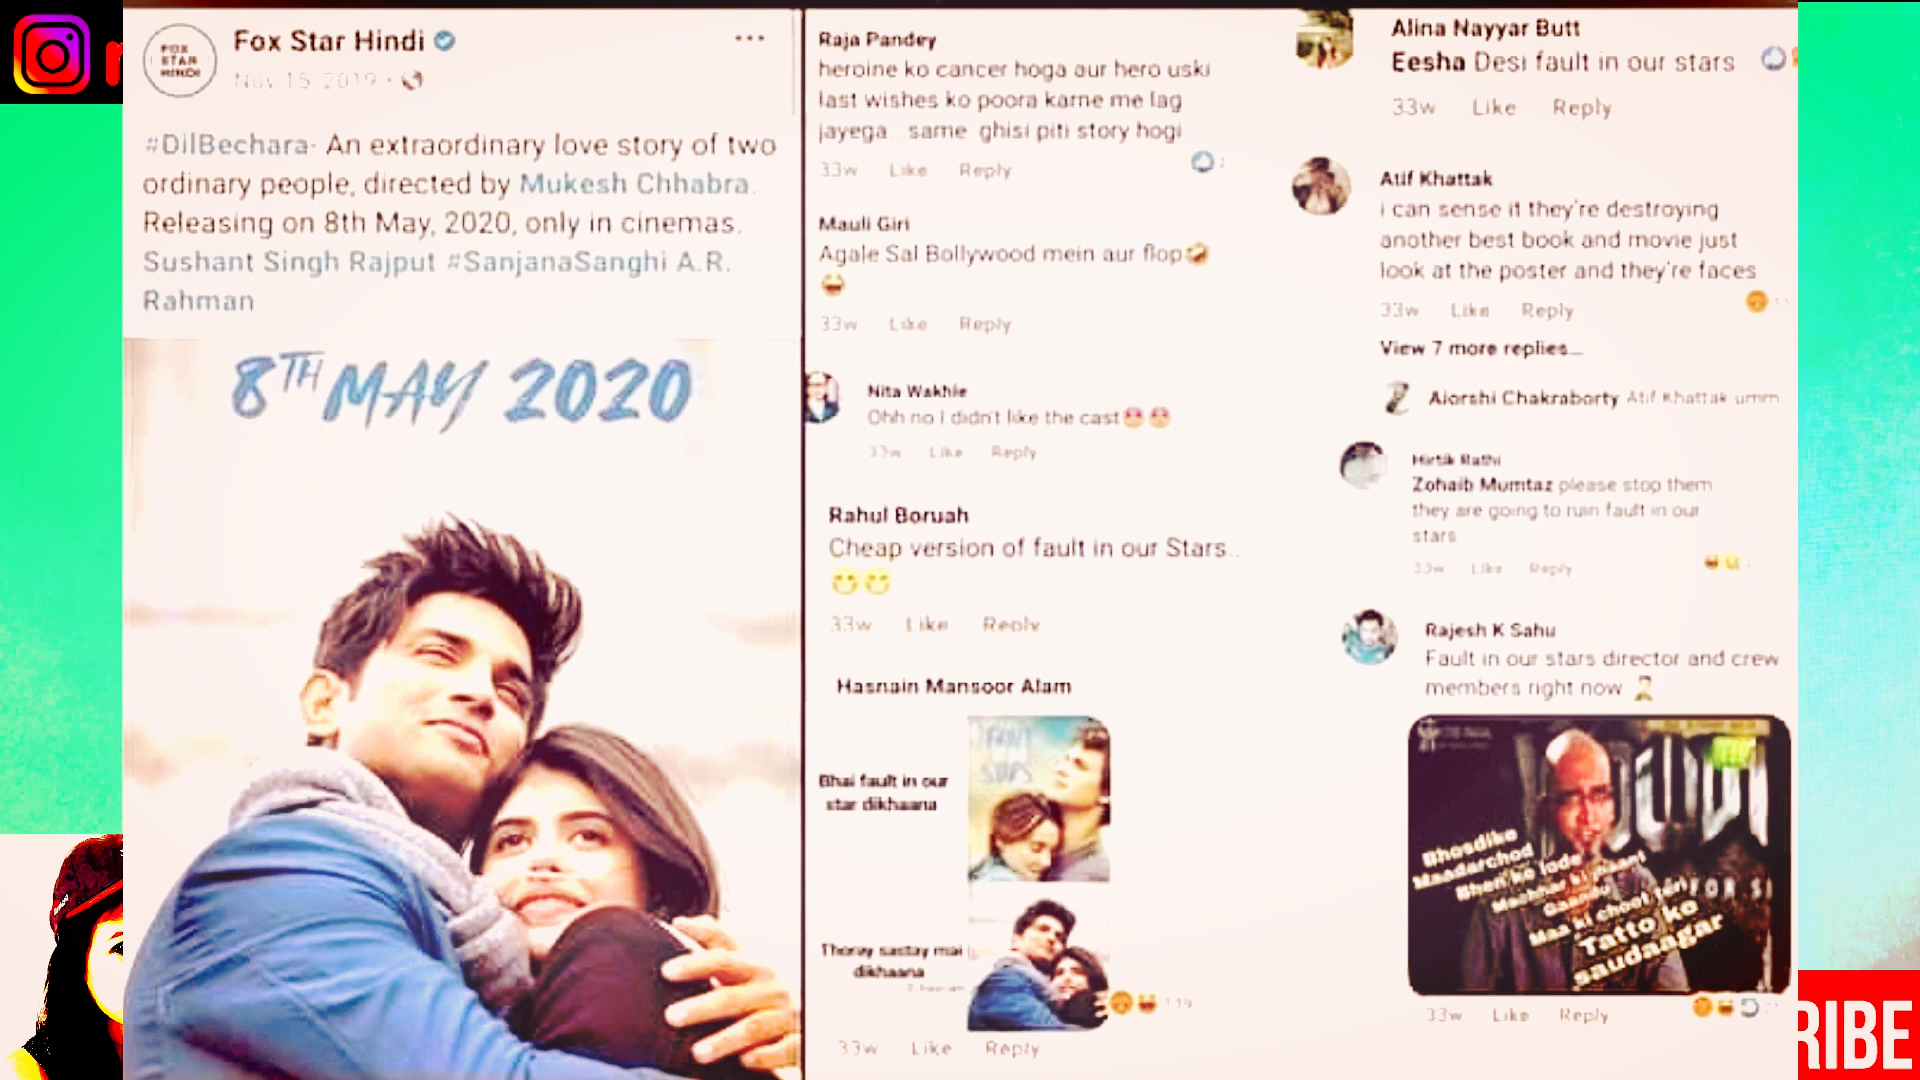 FOX
STAR
HINDI
Fox Star Hindi
Nov 15, 2019
#DilBechara- An extraordinary love story of two
ordinary people, directed by Mukesh Chhabra.
Releasing on 8th May, 2020, only in cinemas.
Sushant Singh Rajput #SanjanaSanghi A.R.
Rahman
8TH MAY 2020
Raja Pandey
heroine ko cancer hoga aur hero uski
last wishes ko poora karne me lag
jayega.. same ghisi piti story hogi
33w Like Reply
Mauli Giri
Agale Sal Bollywood mein aur flop🤣
😂
33w Like Reply
Nita Wakhle
Ohh no I didn't like the cast
33w Like Reply
Rahul Boruah
Cheap version of fault in our Stars..
😁😁
33w Like Reply
Hasnain Mansoor Alam
Bhai fault in our
star dikhaana
Thoray sastay mai
dikhaana
119
33w Like Reply
Alina Nayyar Butt
Eesha Desi fault in our stars
33w Like Reply
Atif Khattak
i can sense it they're destroying
another best book and movie just
look at the poster and they're faces
33w Like Reply
View 7 more replies...
Aiorshi Chakraborty Atif Khattak umm
Hirtik Rathi
Zohaib Mumtaz please stop them
they are going to ruin fault in our
stars
33w Like Reply
Rajesh K Sahu
Fault in our stars director and crew
members right now
Bhosdike
Maadarchod
Bhen ke lode
Machhar ki
Gaandu
Maa ki choot teri
Tatto ke
saudaagar
33w Like Reply
RIBE